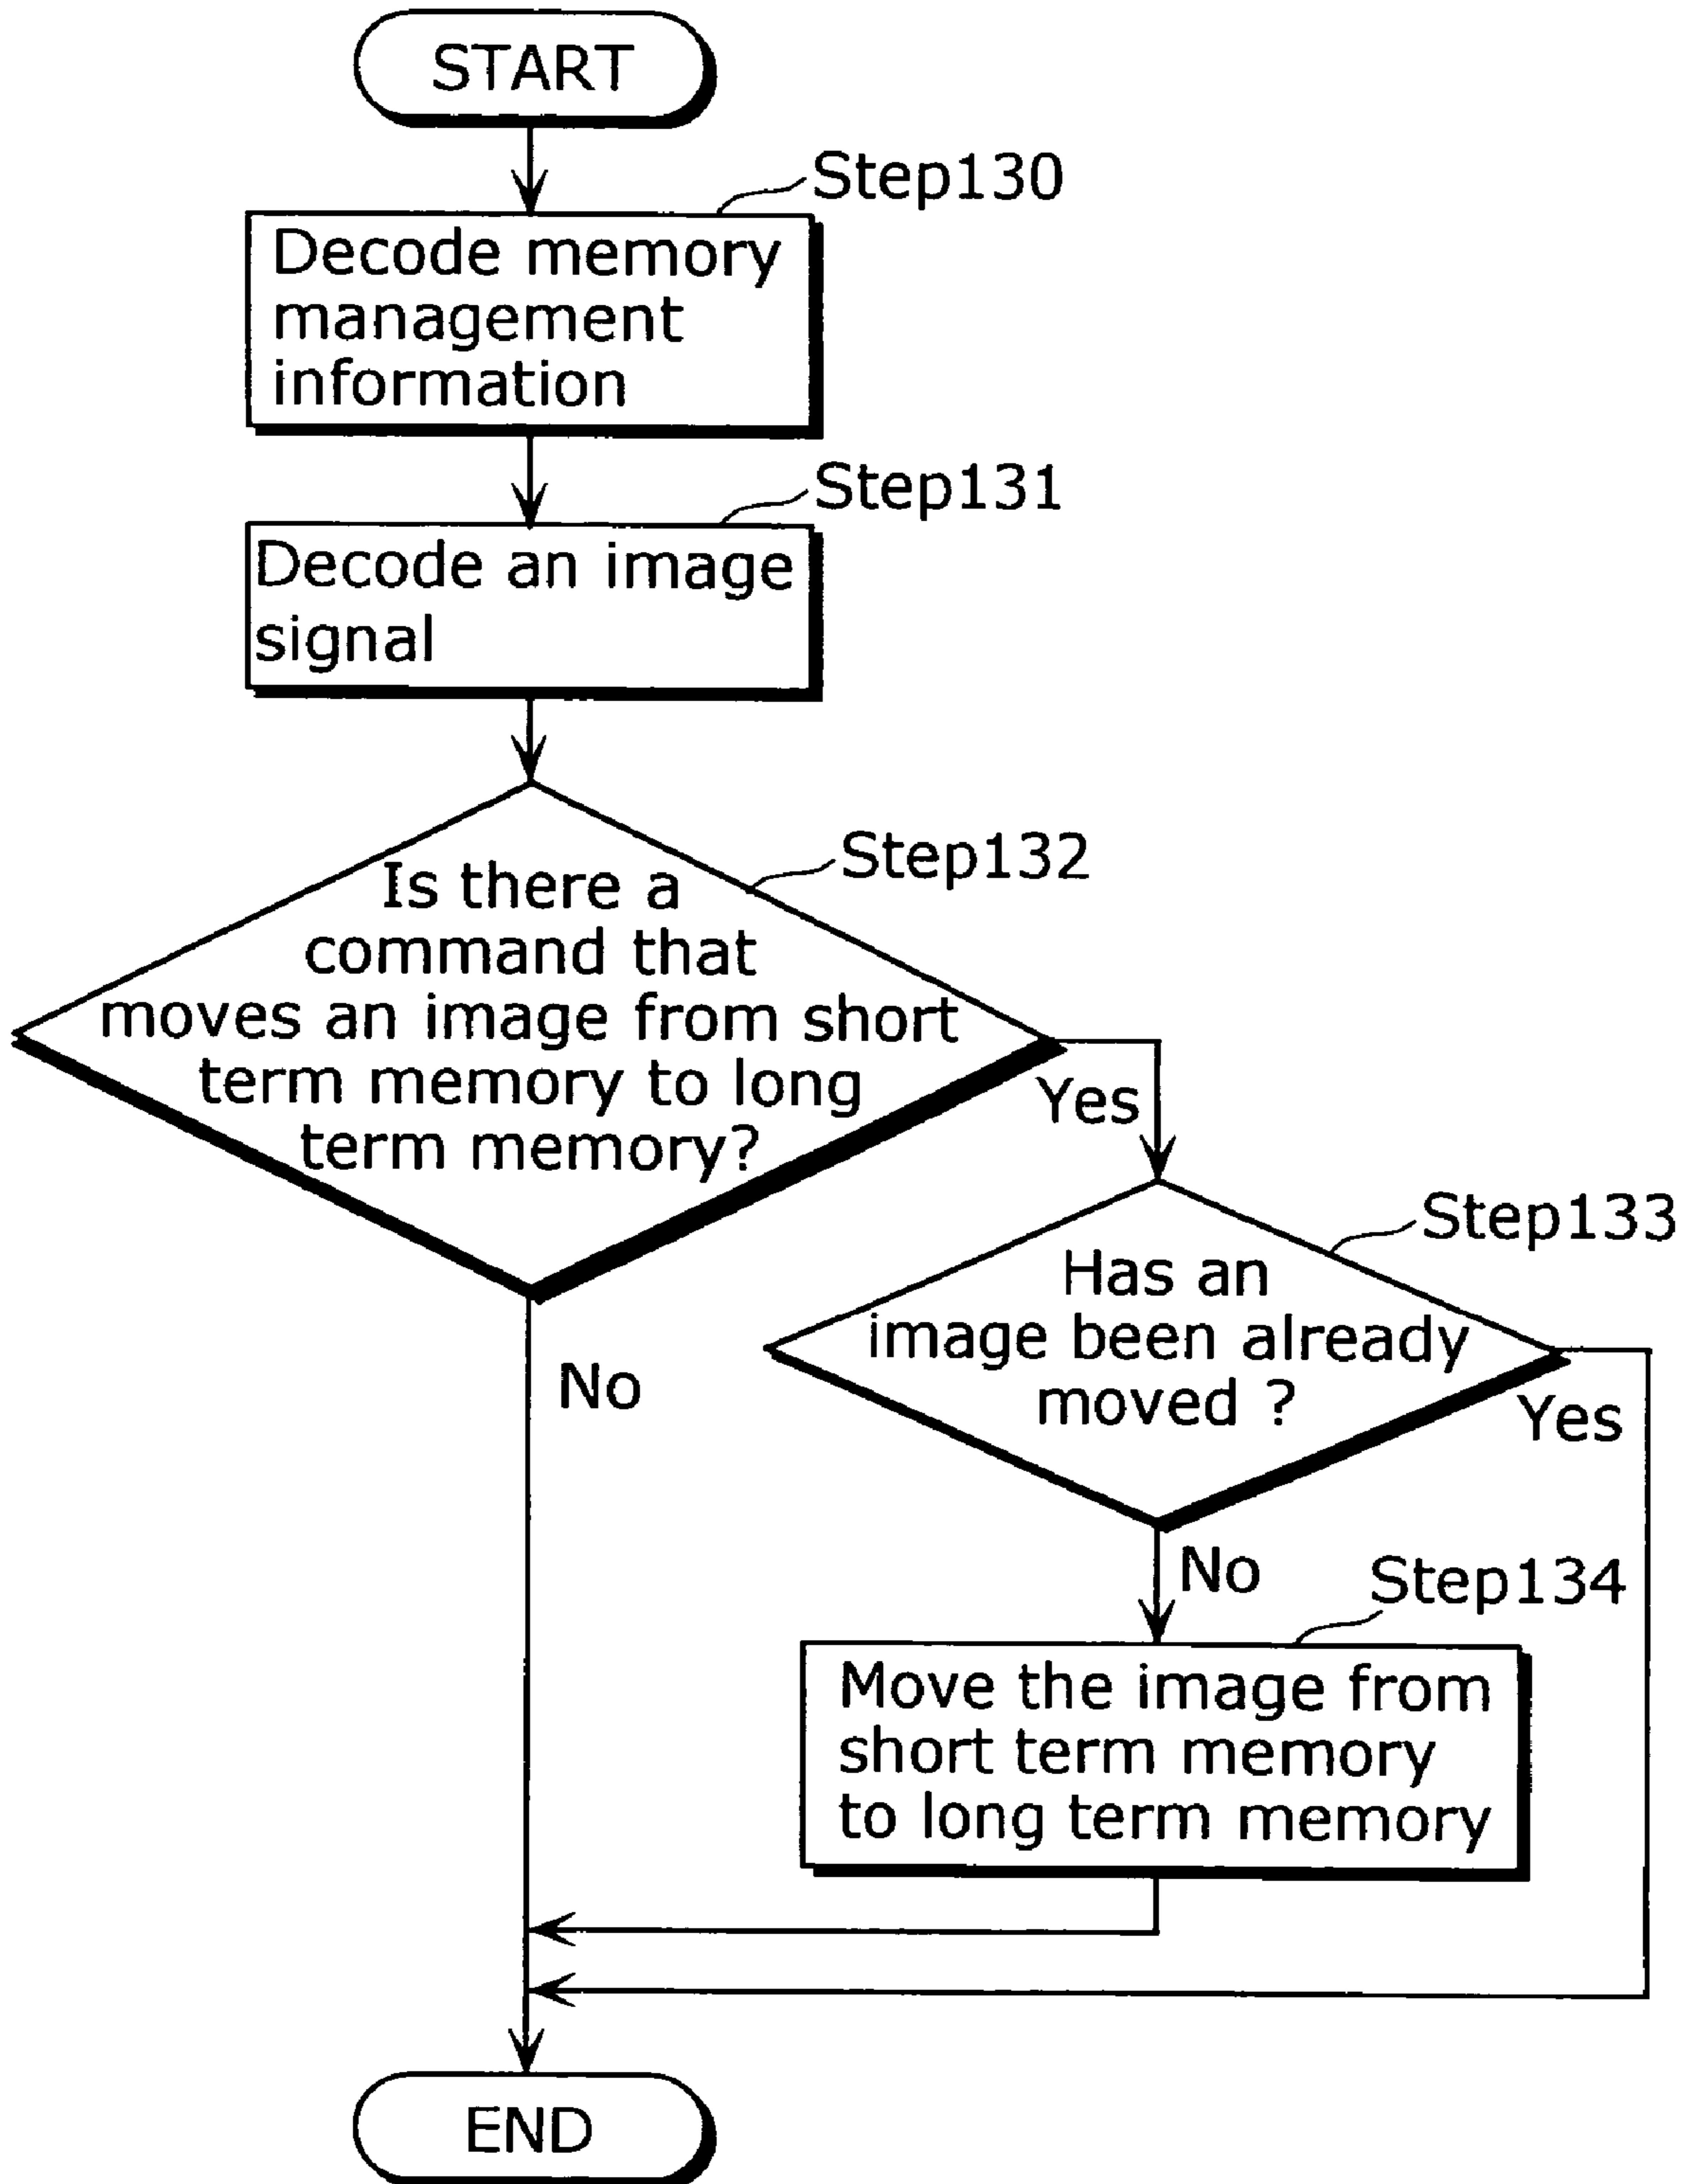 START
Step130
Decode memory
management
information
Step131
Decode an image
signal
Step132
Is there a
command that
moves an image from short
term memory to long
term memory?
Yes
Step133
Has an
image been already
moved ?
No
Yes
No
Step134
Move the image from
short term memory
to long term memory
END